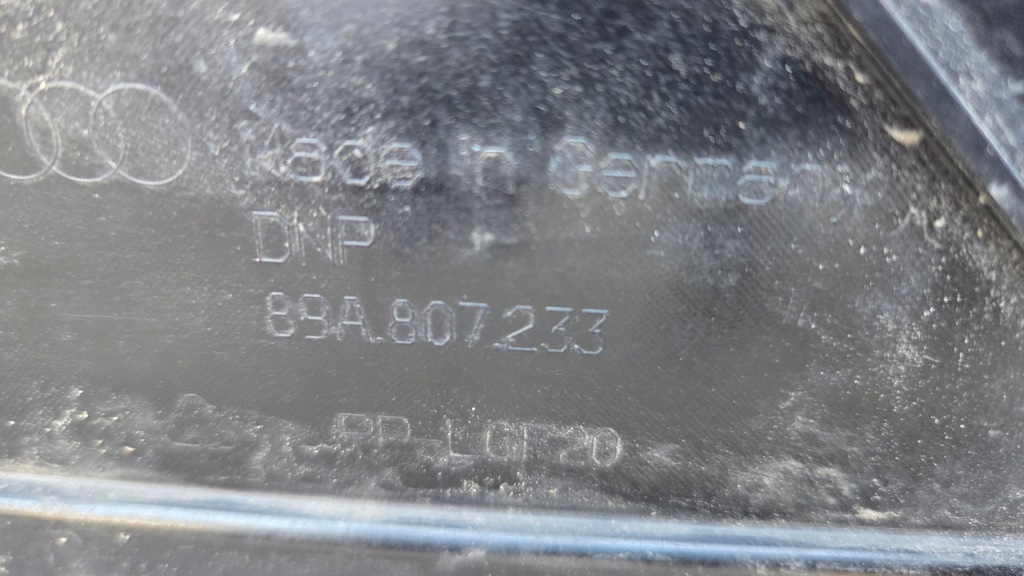 Made in Germany
DNP
89A.807.233
PP-LGF20